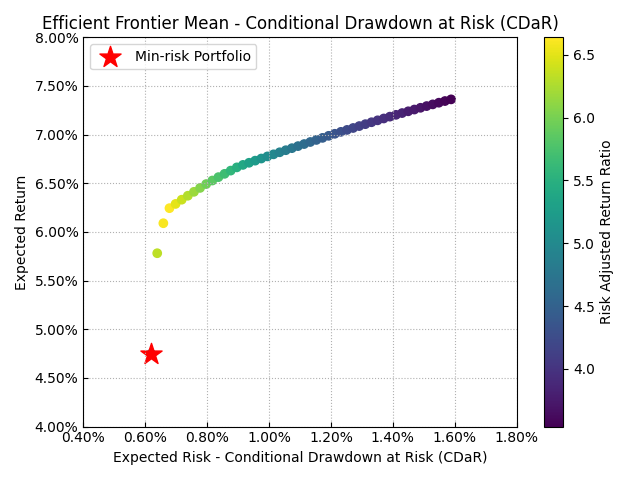 Efficient Frontier Mean - Conditional Drawdown at Risk (CDaR)
Min-risk Portfolio
8.00%
7.50%
7.00%
6.50%
6.00%
5.50%
5.00%
4.50%
4.00%
Expected Return
0.40% 0.60% 0.80% 1.00% 1.20% 1.40% 1.60% 1.80%
Expected Risk - Conditional Drawdown at Risk (CDaR)
6.5
6.0
5.5
5.0
4.5
4.0
Risk Adjusted Return Ratio